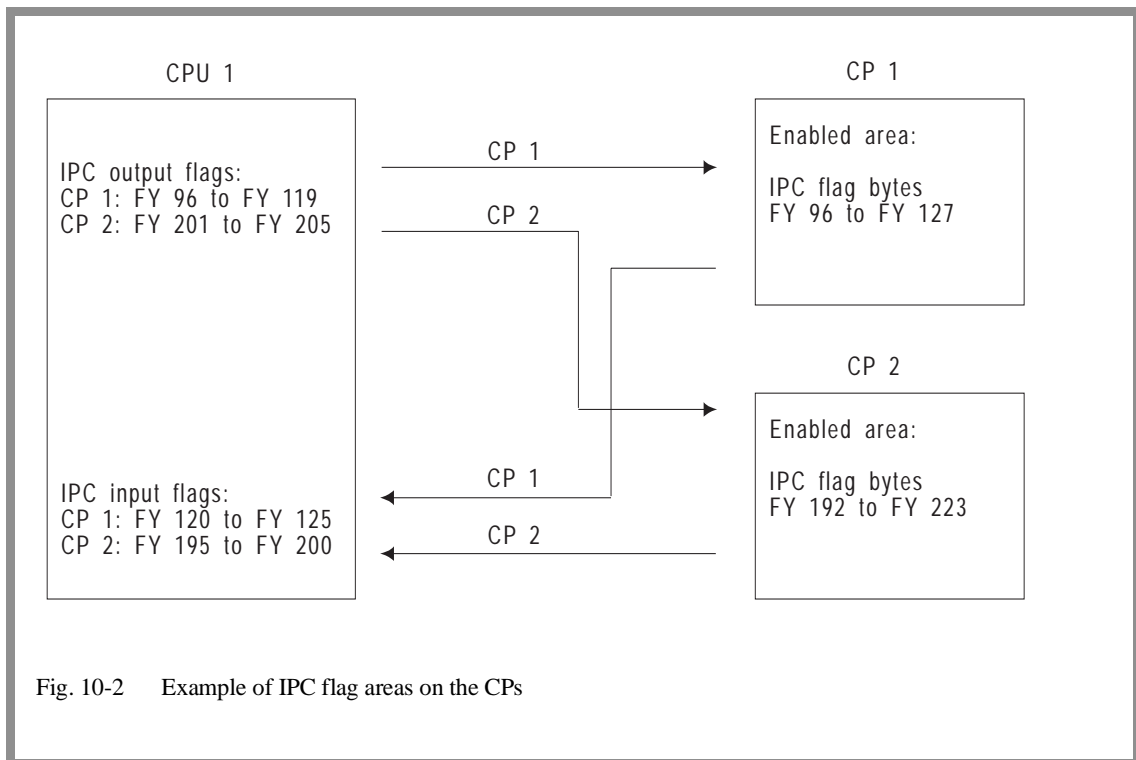 CPU 1
IPC output flags:
CP 1: FY 96 to FY 119
CP 2: FY 201 to FY 205
IPC input flags:
CP 1: FY 120 to FY 125
CP 2: FY 195 to FY 200
CP 1
CP 2
CP 1
CP 2
CP 1
Enabled area:
IPC flag bytes
FY 96 to FY 127
CP 2
Enabled area:
IPC flag bytes
FY 192 to FY 223
Fig. 10-2 Example of IPC flag areas on the CPs